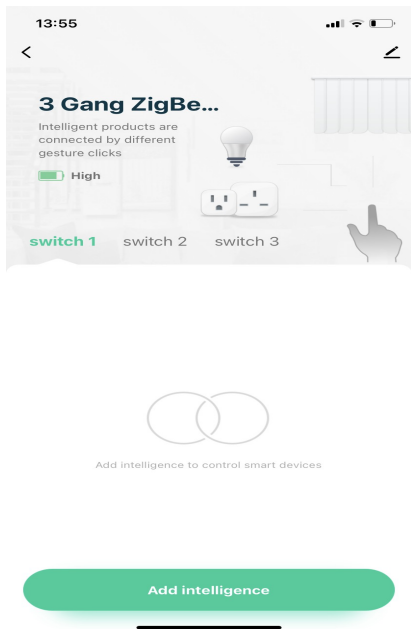 13:55
3 Gang ZigBe...
Intelligent products are
connected by different
gesture clicks
High
switch 1 switch 2 switch 3
Add intelligence to control smart devices
Add intelligence